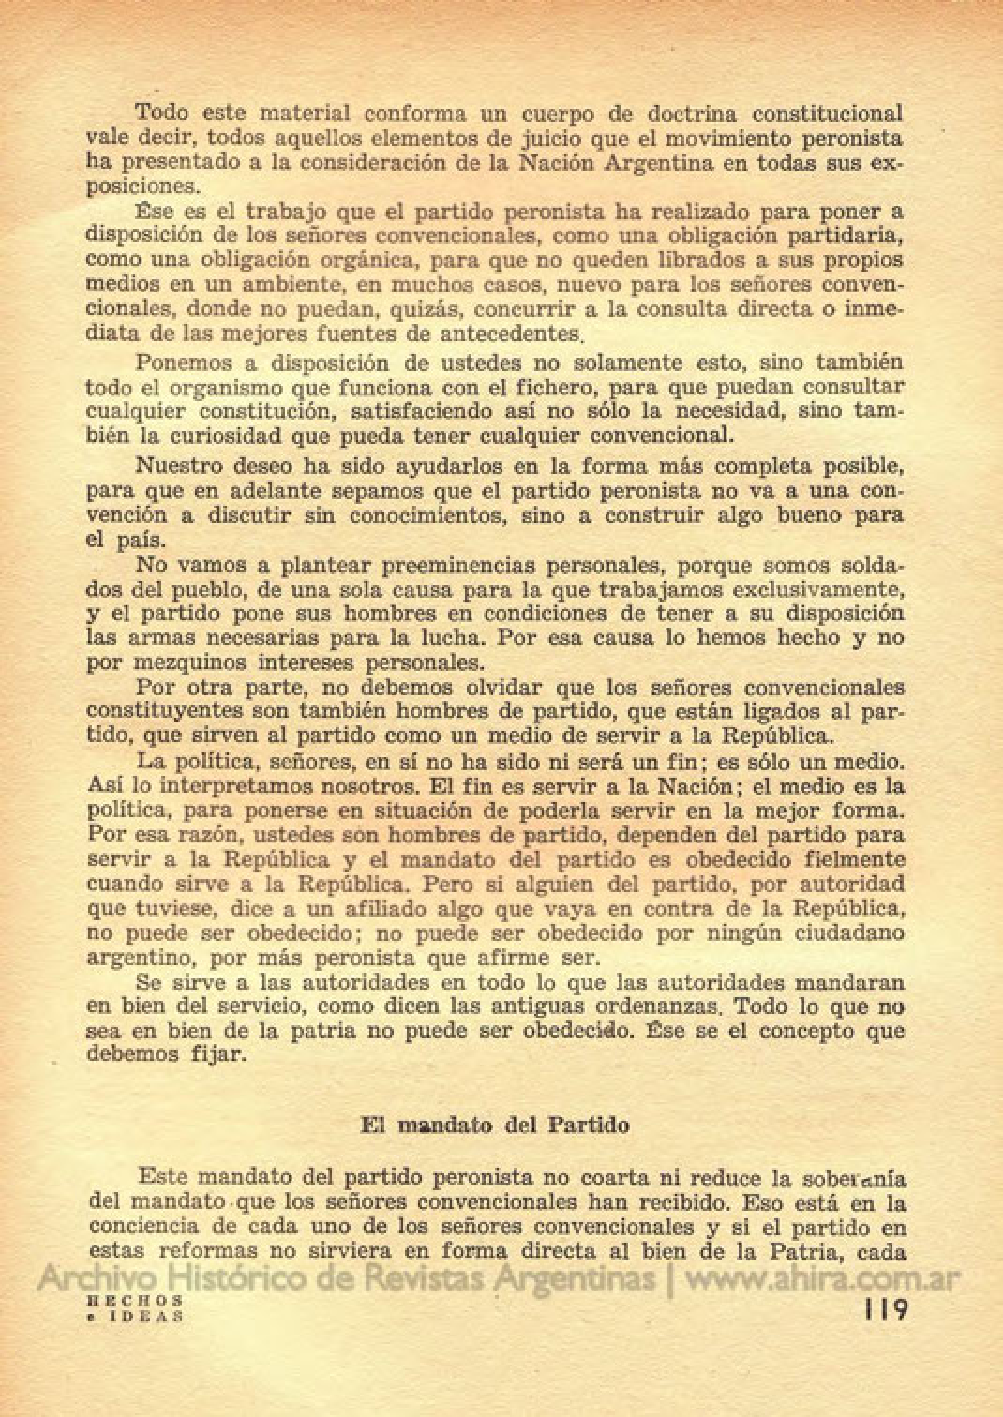 Todo este material conforma un cuerpo de doctrina constitucional
vale decir, todos aquellos elementos de juicio que el movimiento peronista
ha presentado a la consideración de la Nación Argentina en todas sus ex-
posiciones.
Ése es el trabajo que el partido peronista ha realizado para poner a
disposición de los señores convencionales, como una obligación partidaria,
como una obligación orgánica, para que no queden librados a sus propios
medios en un ambiente, en muchos casos, nuevo para los señores conven-
cionales, donde no puedan, quizás, concurrir a la consulta directa o inme-
diata de las mejores fuentes de antecedentes.
Ponemos a disposición de ustedes no solamente esto, sino también
todo el organismo que funciona con el fichero, para que puedan consultar
cualquier constitución, satisfaciendo así no sólo la necesidad, sino tam-
bién la curiosidad que pueda tener cualquier convencional.
Nuestro deseo ha sido ayudarlos en la forma más completa posible,
para que en adelante sepamos que el partido peronista no va a una con-
vención a discutir sin conocimientos, sino a construir algo bueno para
el país.
No vamos a plantear preeminencias personales, porque somos solda-
dos del pueblo, de una sola causa para la que trabajamos exclusivamente,
y el partido pone sus hombres en condiciones de tener a su disposición
las armas necesarias para la lucha. Por esa causa lo hemos hecho y no
por mezquinos intereses personales.
Por otra parte, no debemos olvidar que los señores convencionales
constituyentes son también hombres de partido, que están ligados al par-
tido, que sirven al partido como un medio de servir a la República.
La política, señores, en sí no ha sido ni será un fin; es sólo un medio.
Así lo interpretamos nosotros. El fin es servir a la Nación; el medio es la
política, para ponerse en situación de poderla servir en la mejor forma.
Por esa razón, ustedes son hombres de partido, dependen del partido para
servir a la República y el mandato del partido es obedecido fielmente
cuando sirve a la República. Pero si alguien del partido, por autoridad
que tuviese, dice a un afiliado algo que vaya en contra de la República,
no puede ser obedecido; no puede ser obedecido por ningún ciudadano
argentino, por más peronista que afirme ser.
Se sirve a las autoridades en todo lo que las autoridades mandaran
en bien del servicio, como dicen las antiguas ordenanzas. Todo lo que no
sea en bien de la patria no puede ser obedecido. Ése se el concepto que
debemos fijar.
El mandato del Partido
Este mandato del partido peronista no coarta ni reduce la soberanía
del mandato que los señores convencionales han recibido. Eso está en la
conciencia de cada uno de los señores convencionales y si el partido en
estas reformas no sirviera en forma directa al bien de la Patria, cada
Archivo Histórico de Revistas Argentinas | www.ahira.com.ar
HECHOS
e IDEAS
119